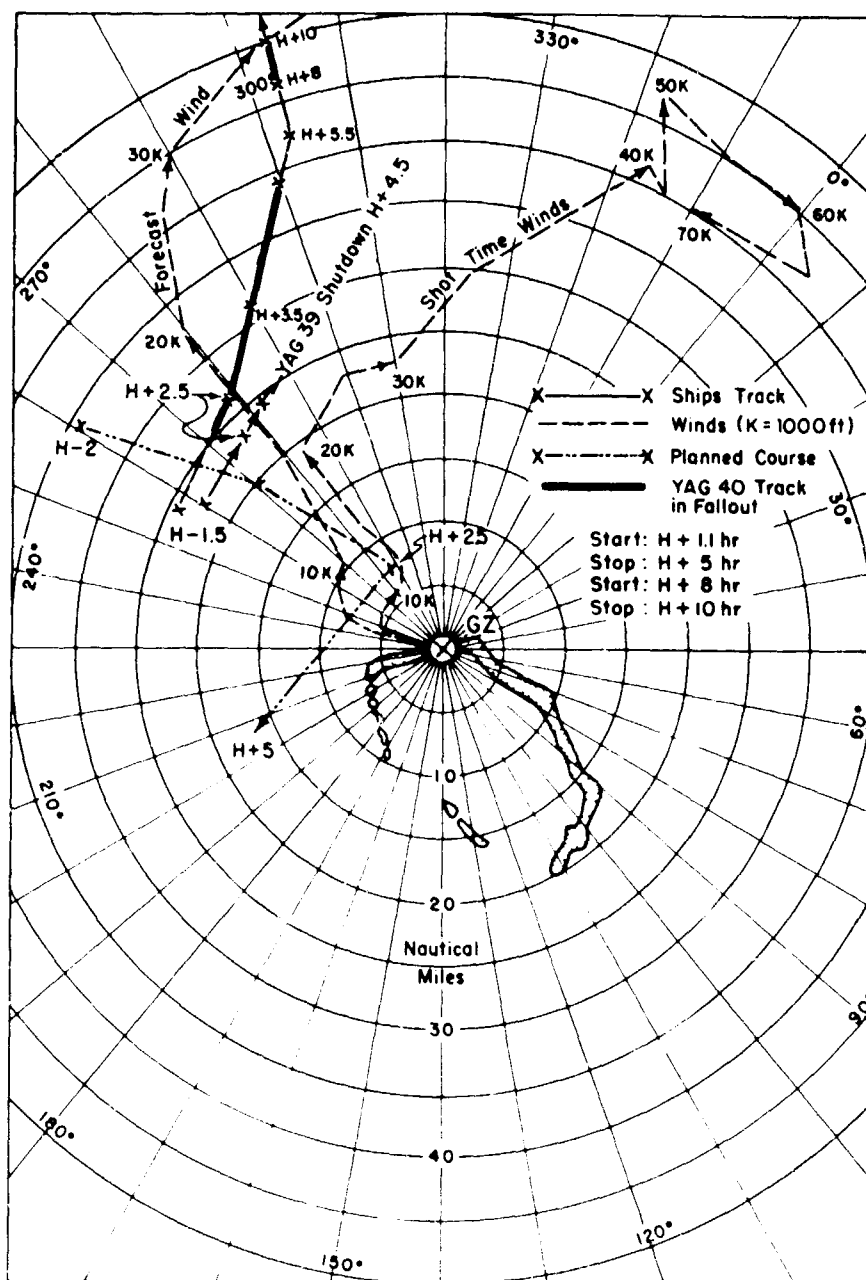 H+10
330°
300°
H+8
Wind
50K
H+5.5
30K
40K
0°
YAG 39 Shutdown H+4.5
60K
70K
Forecast
Shot Time Winds
270°
H+3.5
20K
30K
H+2.5
X X Ships Track
H-2
20K
Winds (K=1000ft)
X X Planned Course
YAG 40 Track
in Fallout
H-1.5
30°
H+2.5
Start: H+1.1 hr
Stop: H+5 hr
240°
10K
Start: H+8 hr
10K
Stop: H+10 hr
GZ
60°
H+5
10
210°
20
Nautical
Miles
90°
30
180°
40
120°
150°